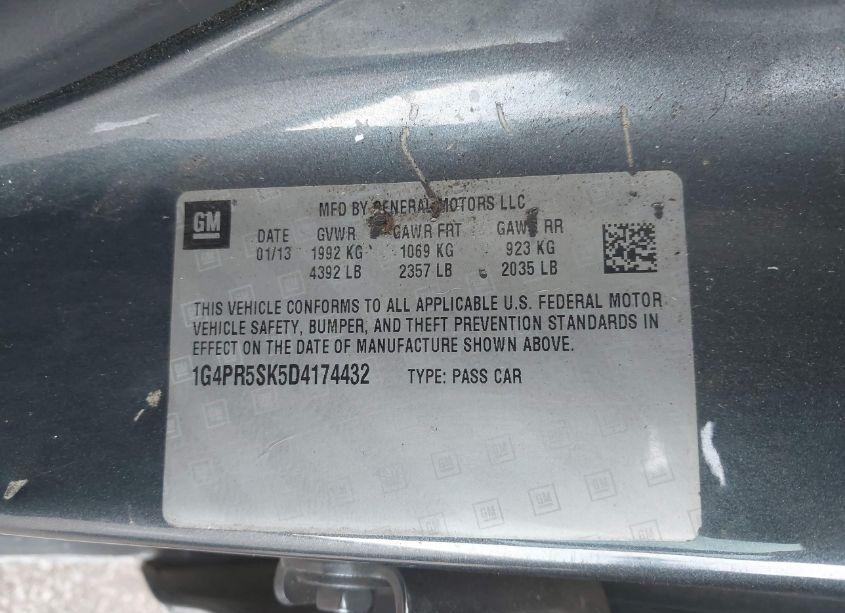 GM
MFD BY GENERAL MOTORS LLC
DATE GVWR GAWR FRT GAWR RR
01/13 1992 KG 1069 KG 923 KG
4392 LB 2357 LB 2035 LB
THIS VEHICLE CONFORMS TO ALL APPLICABLE U.S. FEDERAL MOTOR
VEHICLE SAFETY, BUMPER, AND THEFT PREVENTION STANDARDS IN
EFFECT ON THE DATE OF MANUFACTURE SHOWN ABOVE.
1G4PR5SK5D4174432 TYPE: PASS CAR